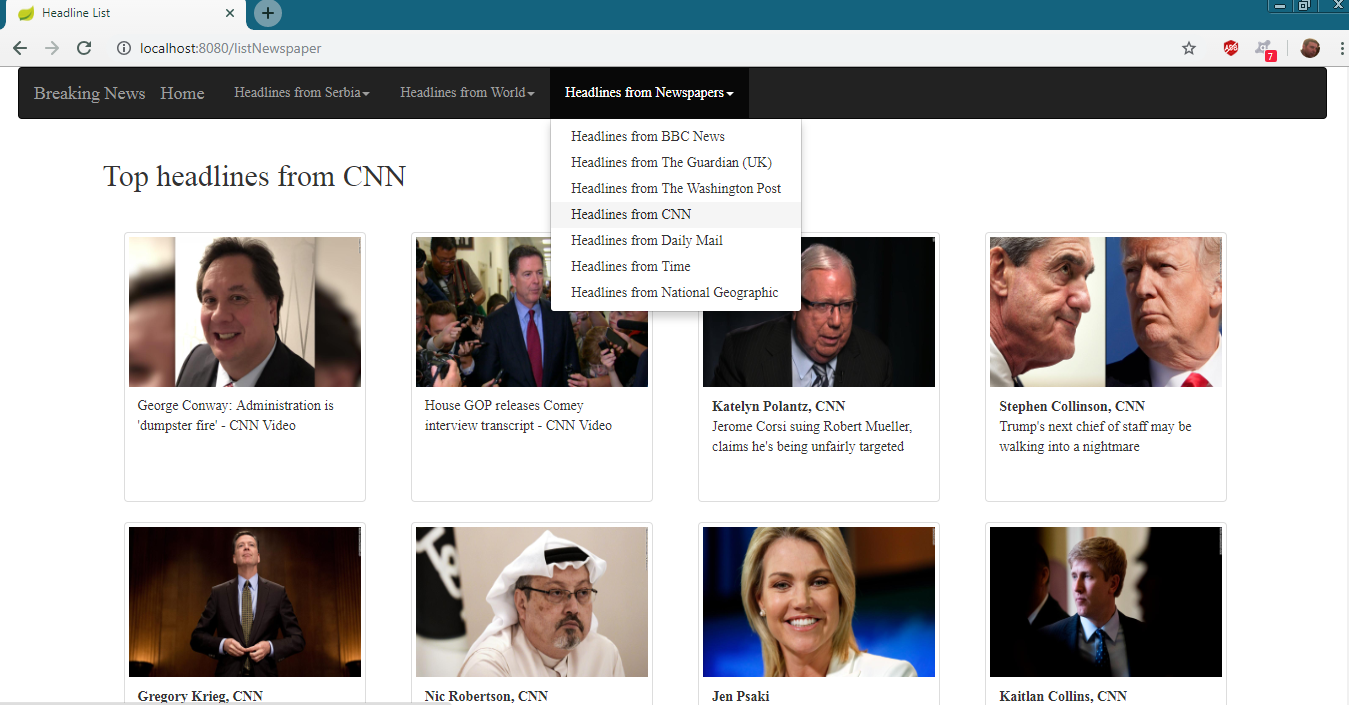 Headline List
localhost:8080/listNewspaper
ABP
7
Breaking News Home Headlines from Serbia Headlines from World Headlines from Newspapers
Headlines from BBC News
Headlines from The Guardian (UK)
Headlines from The Washington Post
Headlines from CNN
Headlines from Daily Mail
Headlines from Time
Headlines from National Geographic
Top headlines from CNN
George Conway: Administration is
'dumpster fire' - CNN Video
House GOP releases Comey
interview transcript - CNN Video
Katelyn Polantz, CNN
Jerome Corsi suing Robert Mueller,
claims he's being unfairly targeted
Stephen Collinson, CNN
Trump's next chief of staff may be
walking into a nightmare
Gregory Krieg, CNN
Nic Robertson, CNN
Jen Psaki
Kaitlan Collins, CNN